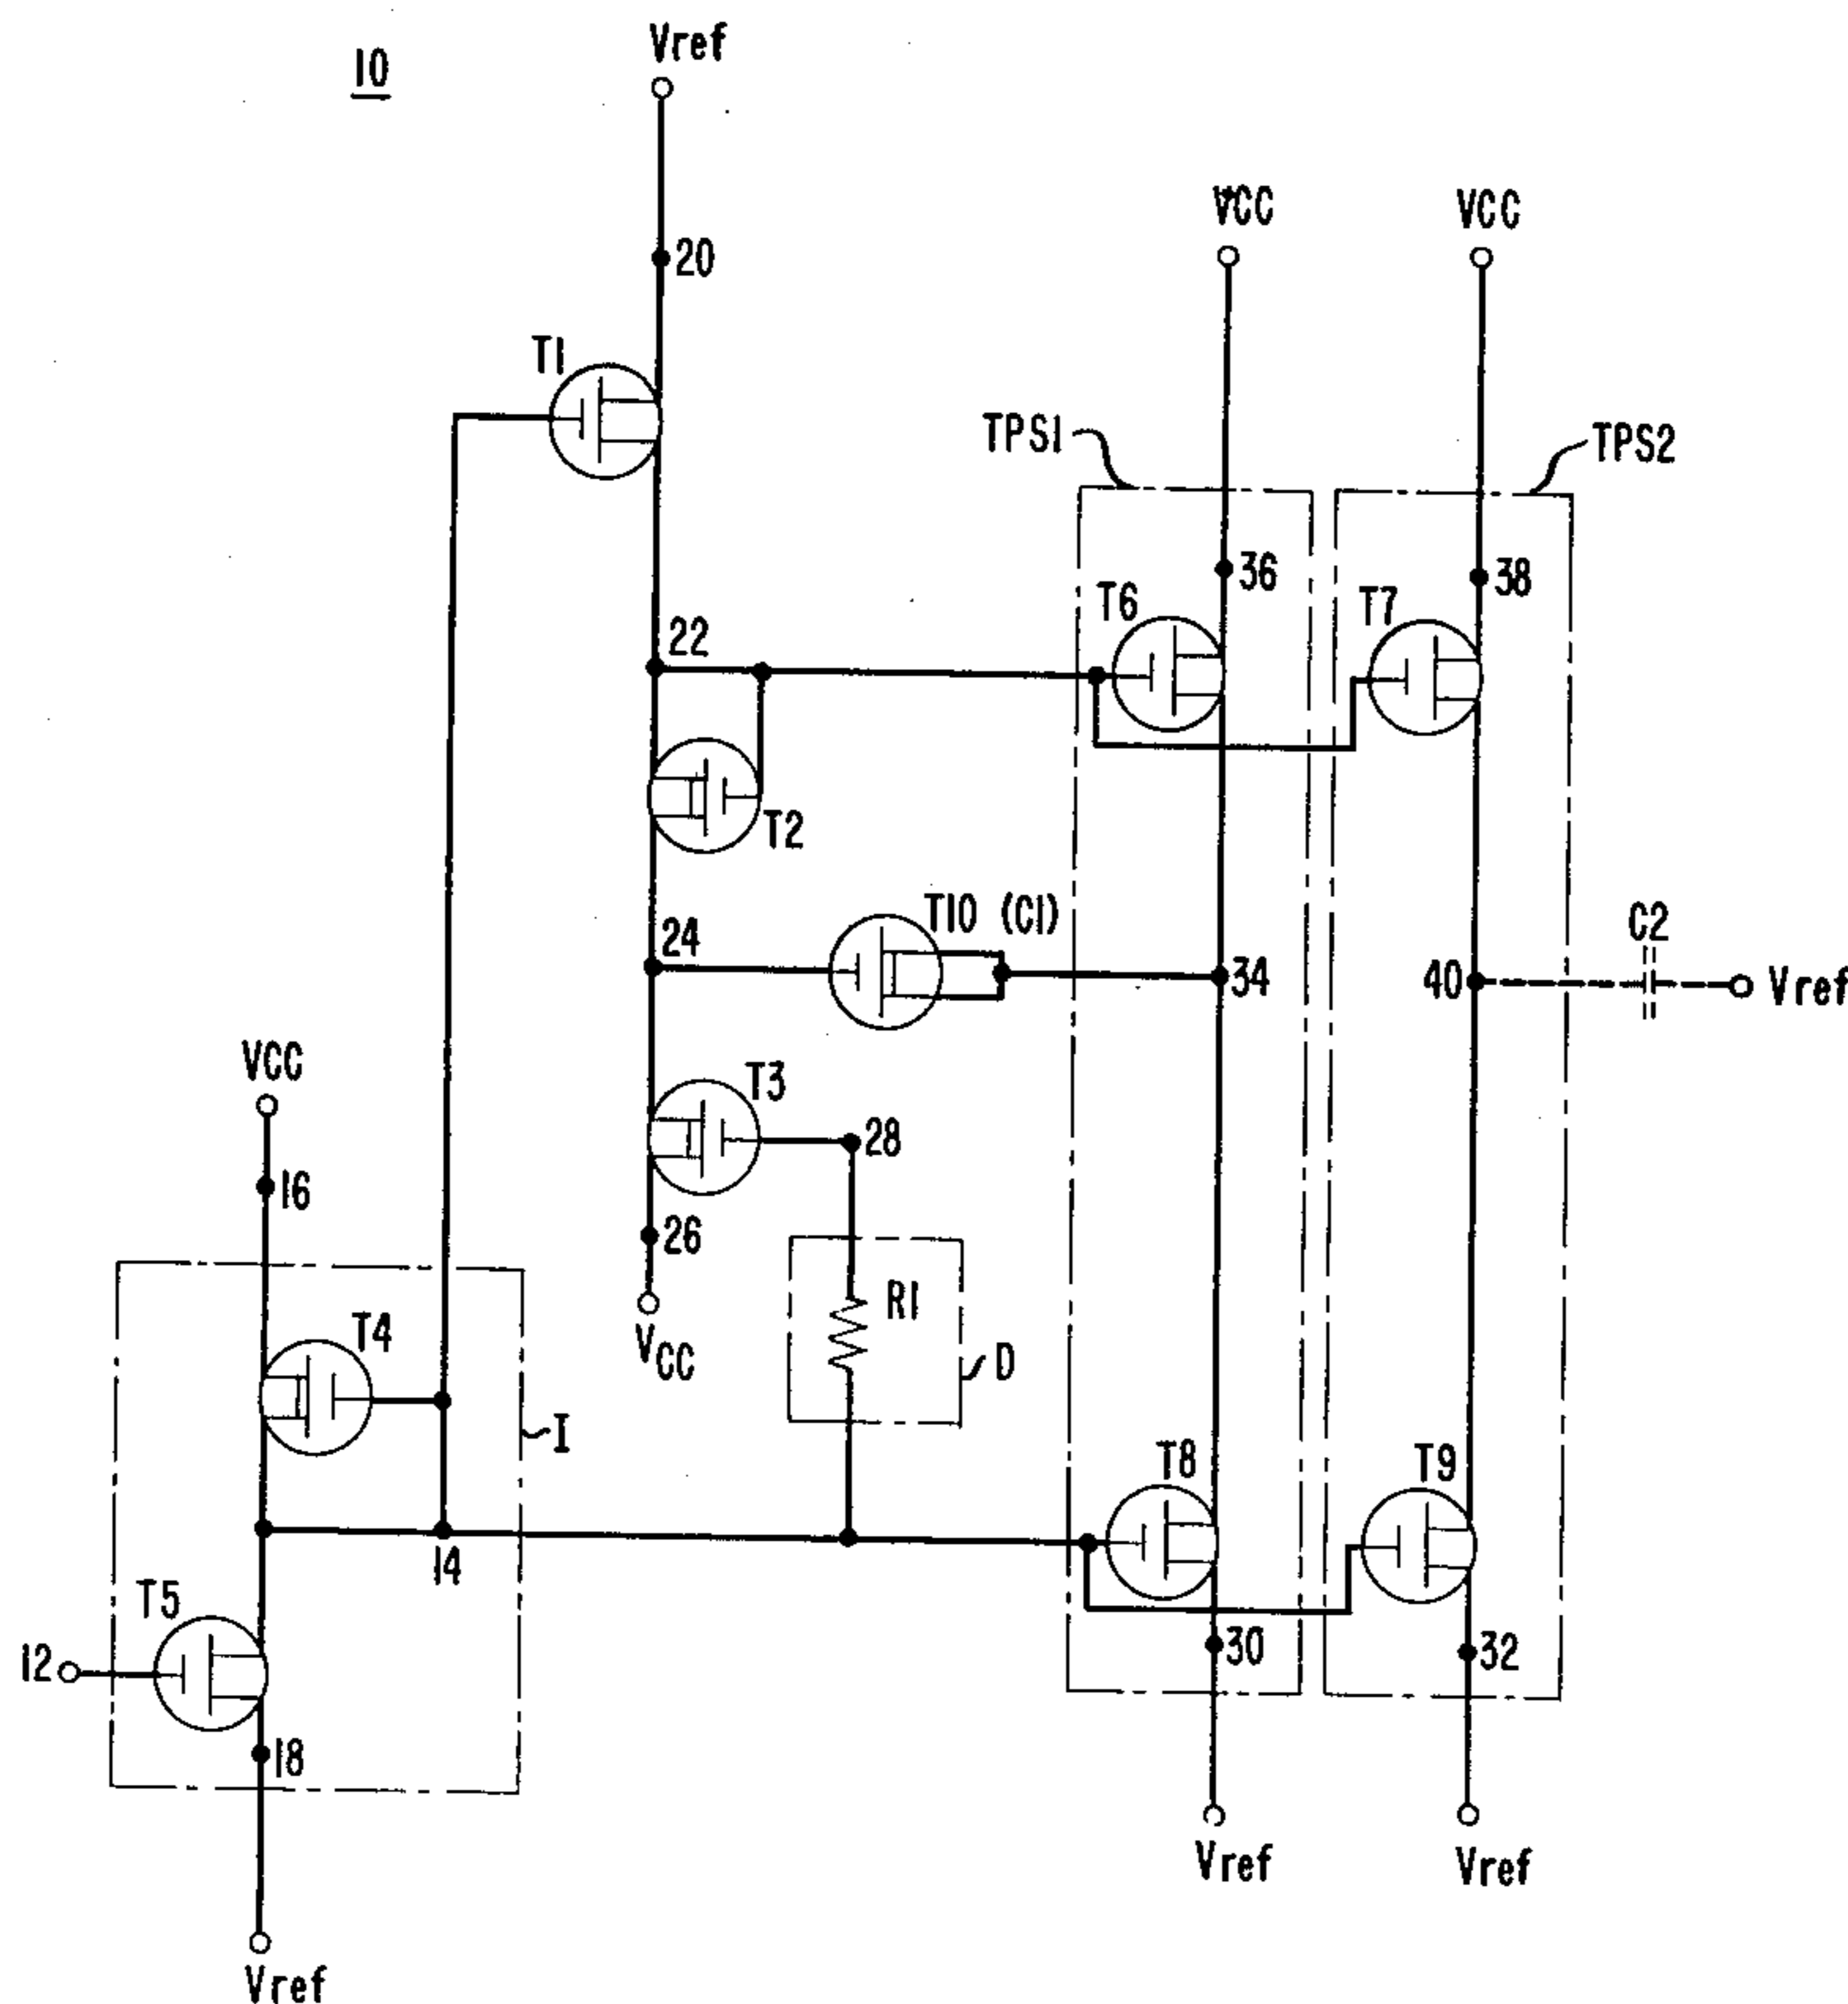 10
Vref
VCC
VCC
20
T1
TPS1
TPS2
36
38
T6
T7
22
T2
T10 (C1)
C2
24
34
40
Vref
VCC
T3
28
16
26
R1
VCC
T4
D
I
T8
T9
14
T5
12
30
32
18
Vref
Vref
Vref